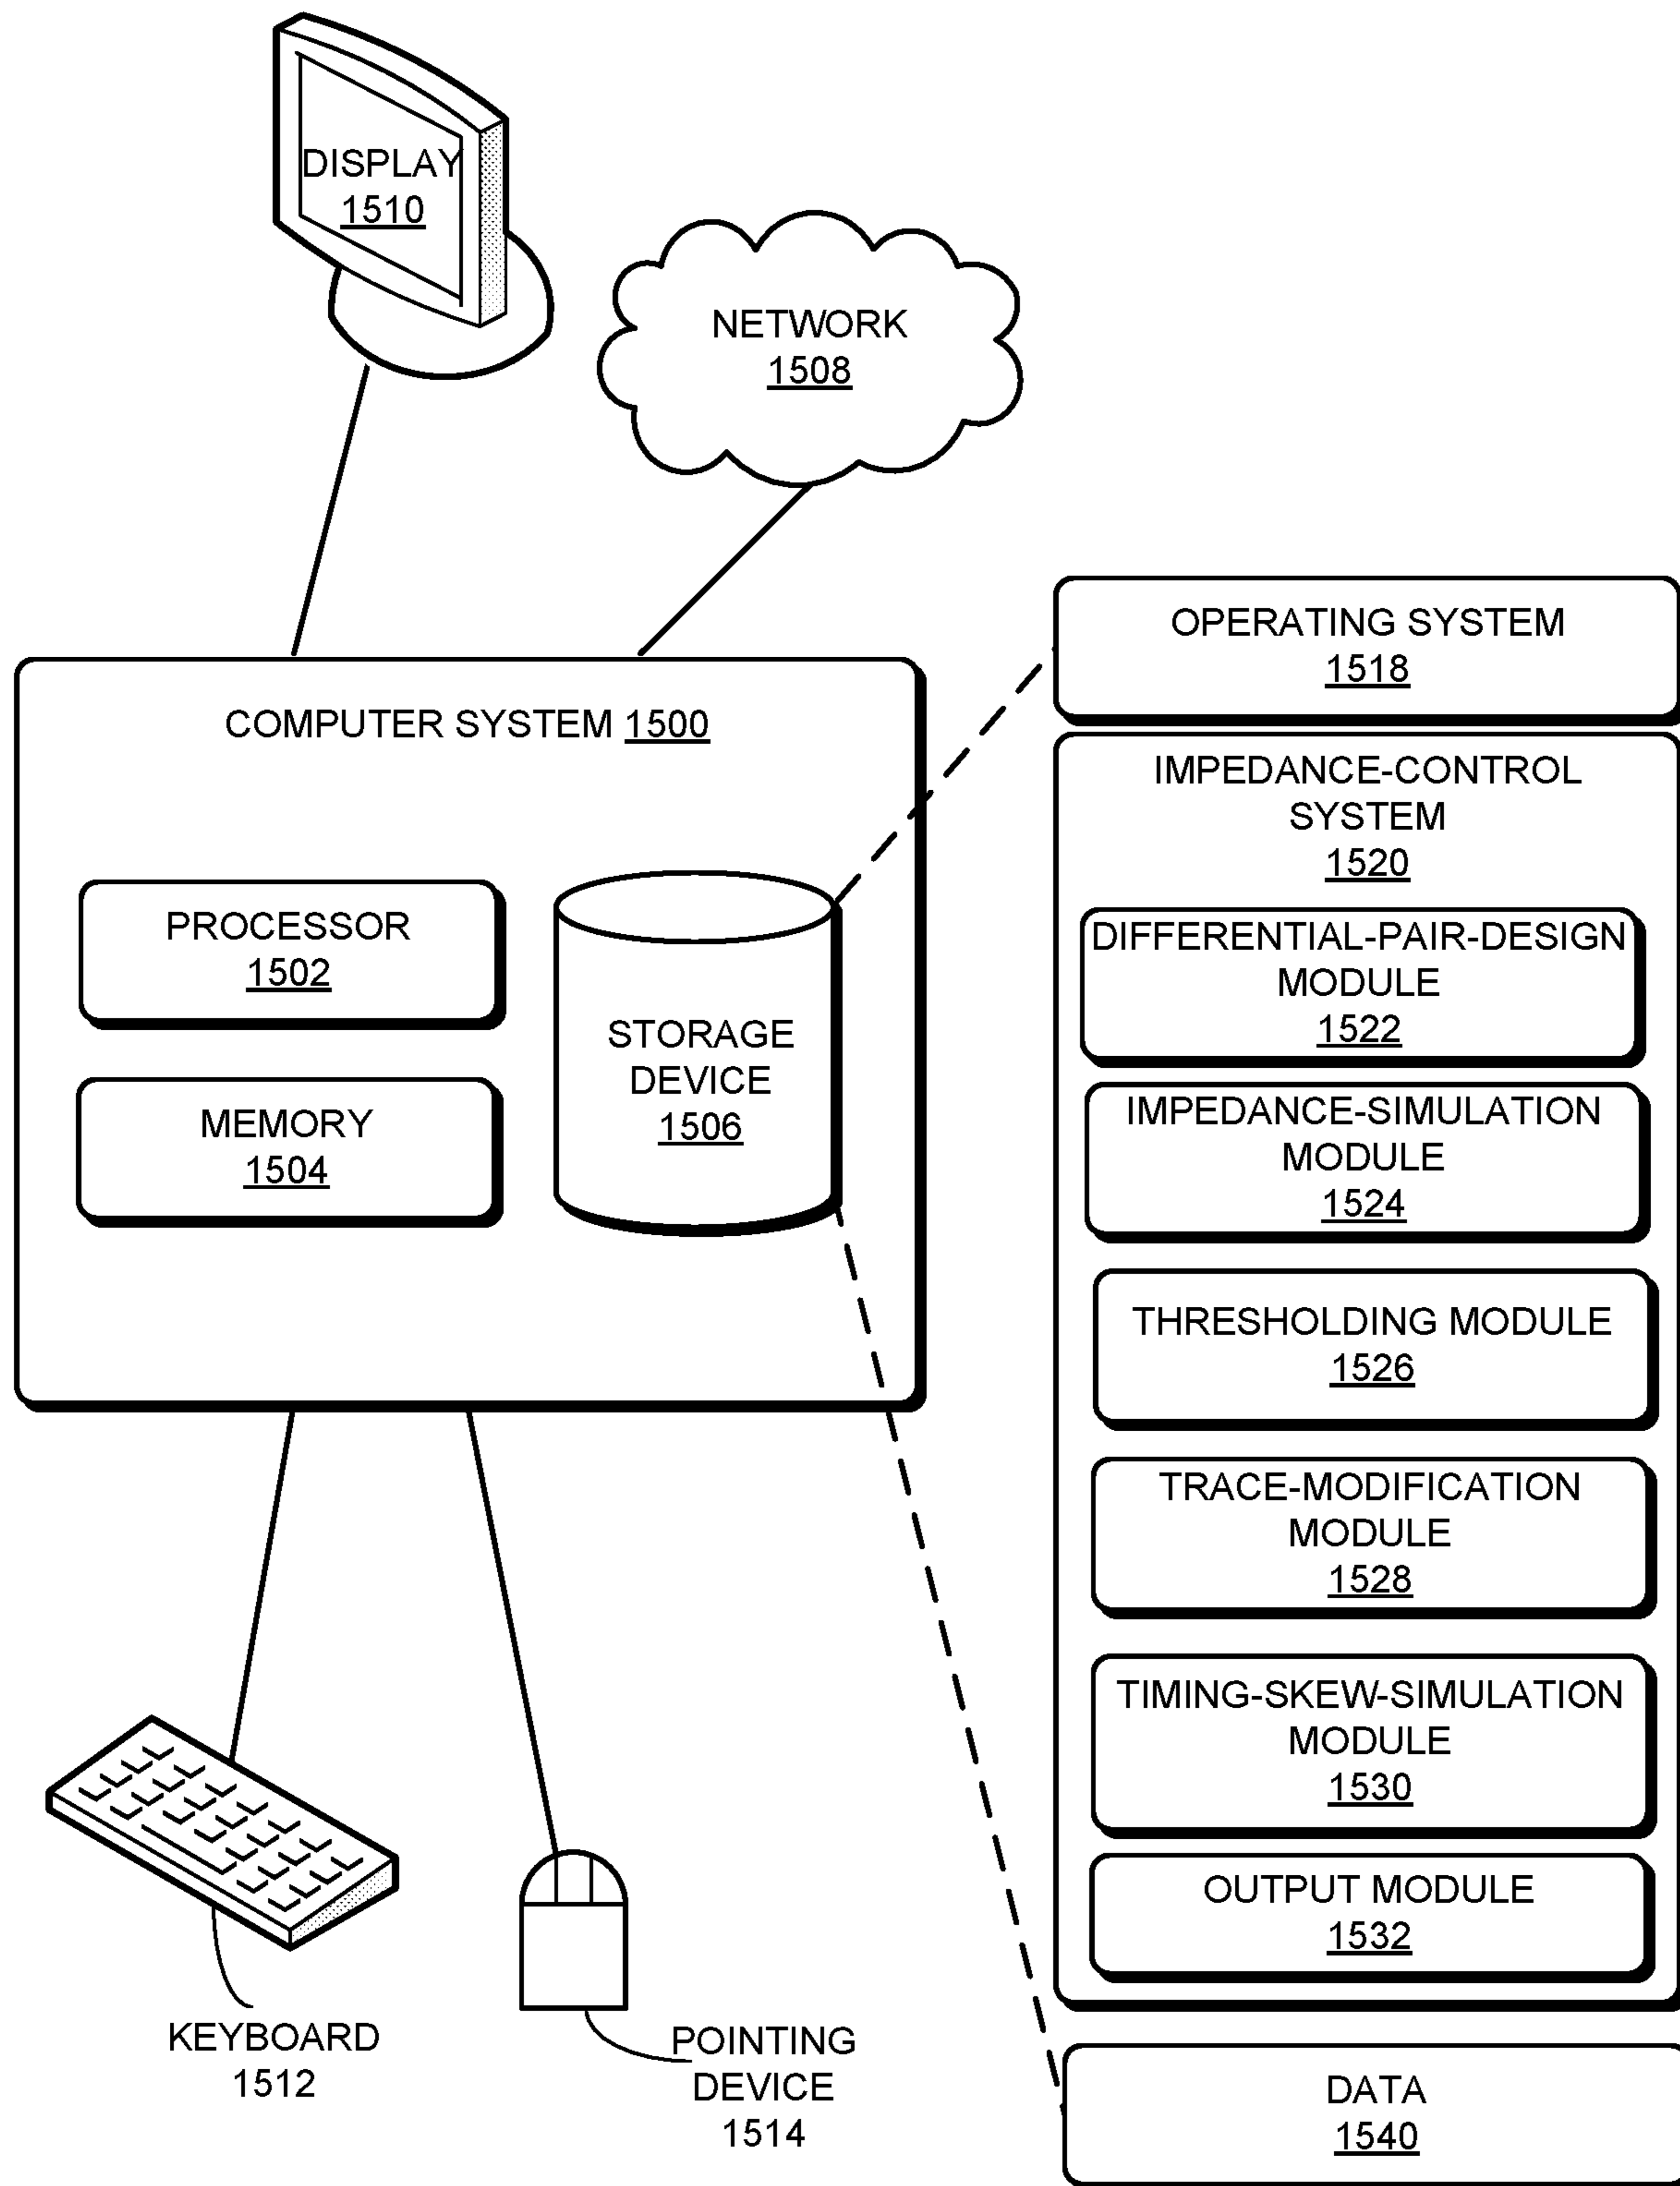 DISPLAY
1510
NETWORK
1508
COMPUTER SYSTEM 1500
PROCESSOR
1502
MEMORY
1504
STORAGE
DEVICE
1506
KEYBOARD
1512
POINTING
DEVICE
1514
OPERATING SYSTEM
1518
IMPEDANCE-CONTROL
SYSTEM
1520
DIFFERENTIAL-PAIR-DESIGN
MODULE
1522
IMPEDANCE-SIMULATION
MODULE
1524
THRESHOLDING MODULE
1526
TRACE-MODIFICATION
MODULE
1528
TIMING-SKEW-SIMULATION
MODULE
1530
OUTPUT MODULE
1532
DATA
1540